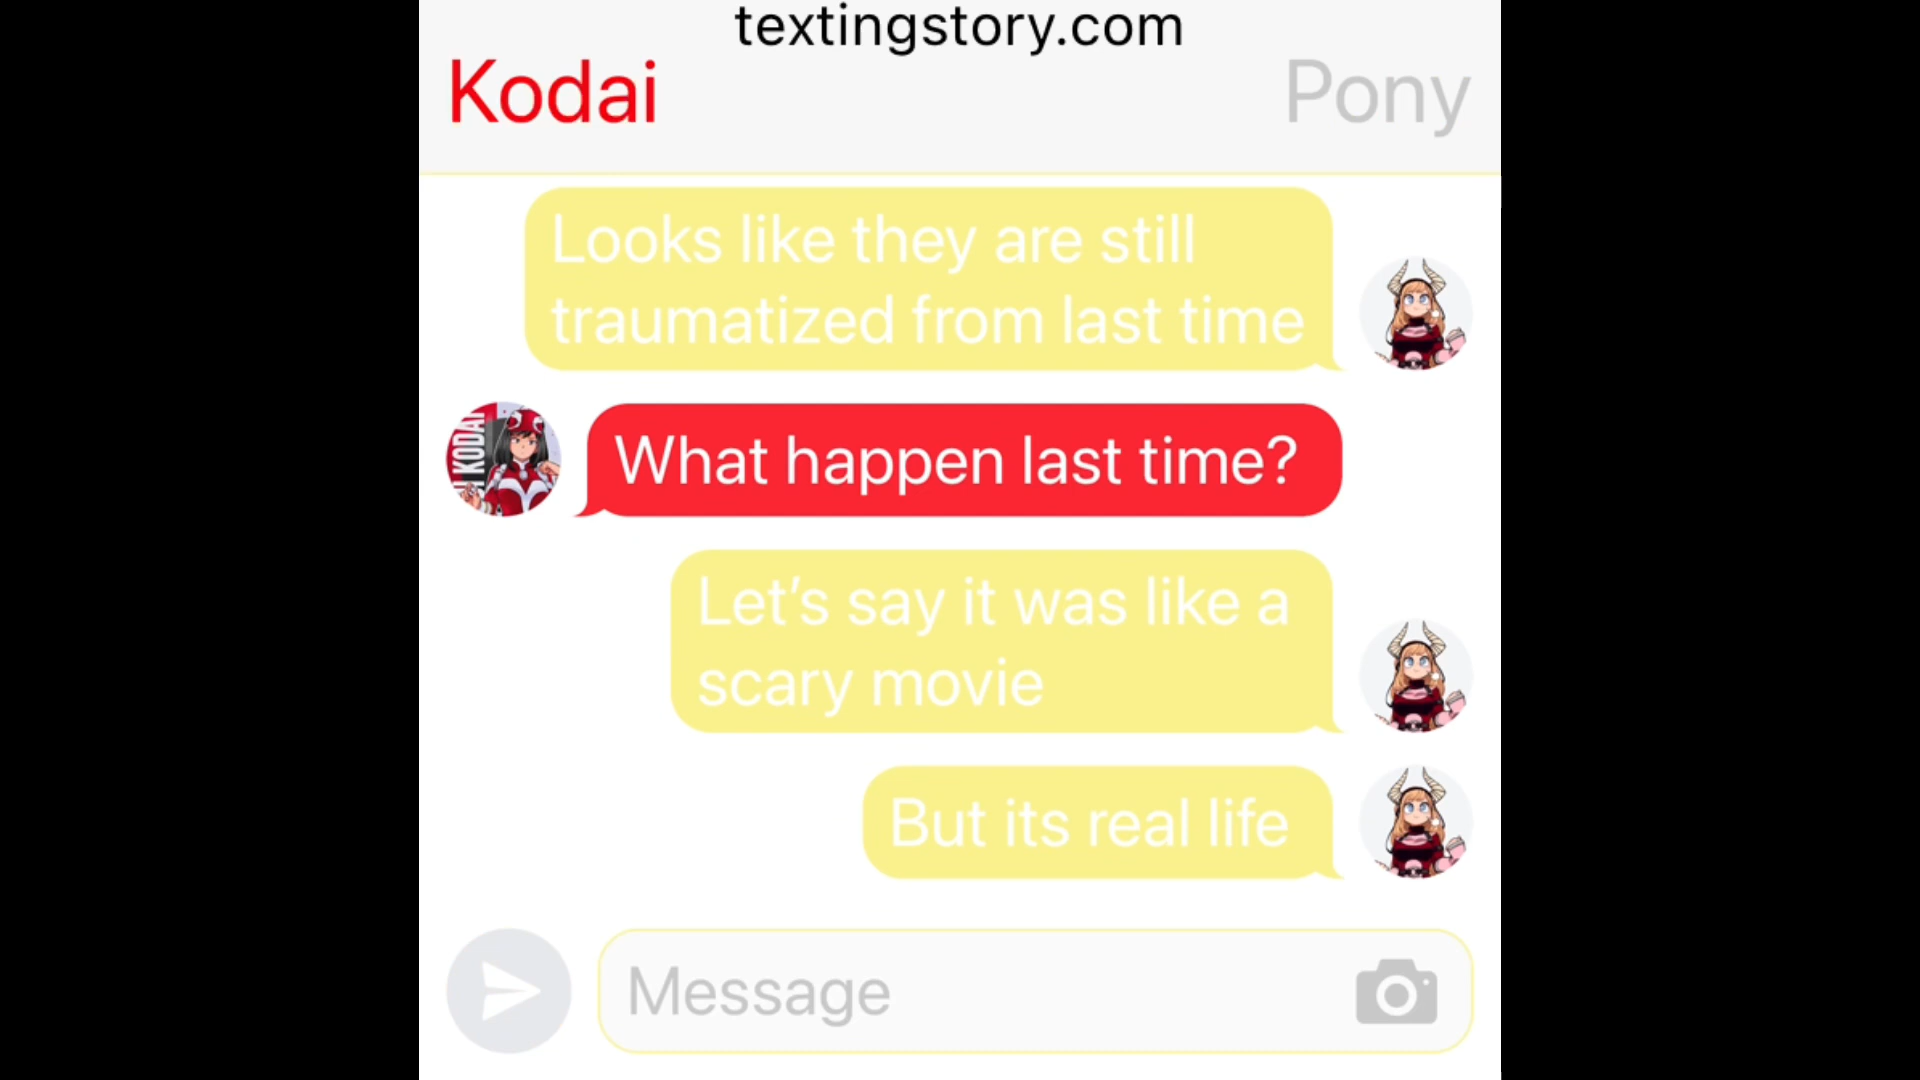 textingstory.com
Kodai
Pony
Looks like they are still
traumatized from last time
KODAI
What happen last time?
Let’s say it was like a
scary movie
But its real life
Message